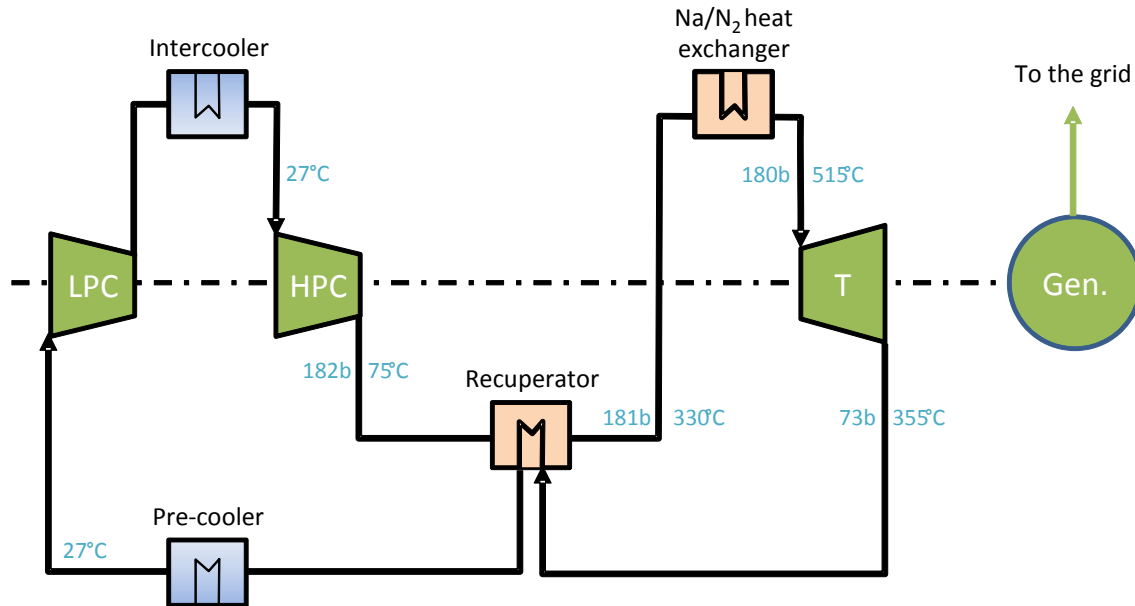 Intercooler
Na/N₂ heat
exchanger
To the grid
27°C
180b 515°C
LPC
HPC
T
Gen.
182b 75°C
Recuperator
181b 330°C
73b 355°C
Pre-cooler
27°C